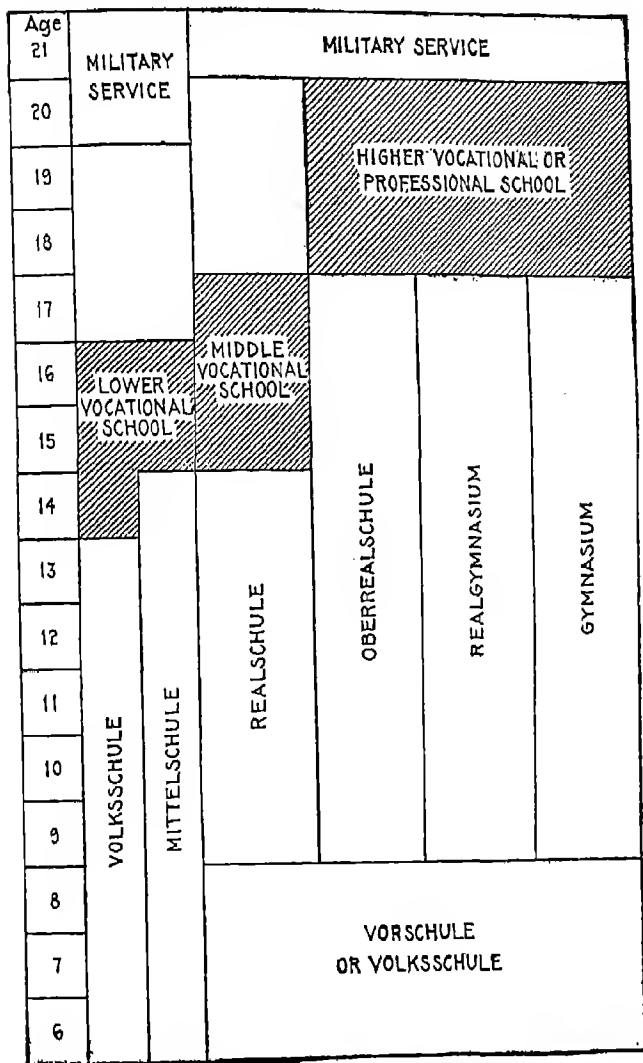 Age
21
MILITARY
SERVICE
MILITARY SERVICE
20
HIGHER VOCATIONAL OR
PROFESSIONAL SCHOOL
19
18
17
MIDDLE
VOCATIONAL
SCHOOL
16
LOWER
VOCATIONAL
SCHOOL
15
14
13
12
11
10
9
VOLKSSCHULE
MITTELSCHULE
REALSCHULE
OBERREALSCHULE
REALGYMNASIUM
GYMNASIUM
8
VORSCHULE
OR VOLKSSCHULE
7
6